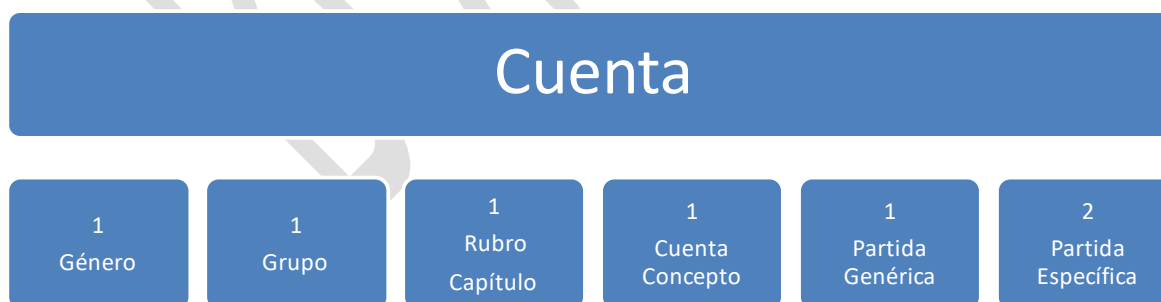 Cuenta
1
Género
1
Grupo
1
Rubro
Capítulo
1
Cuenta
Concepto
1
Partida
Genérica
2
Partida
Específica